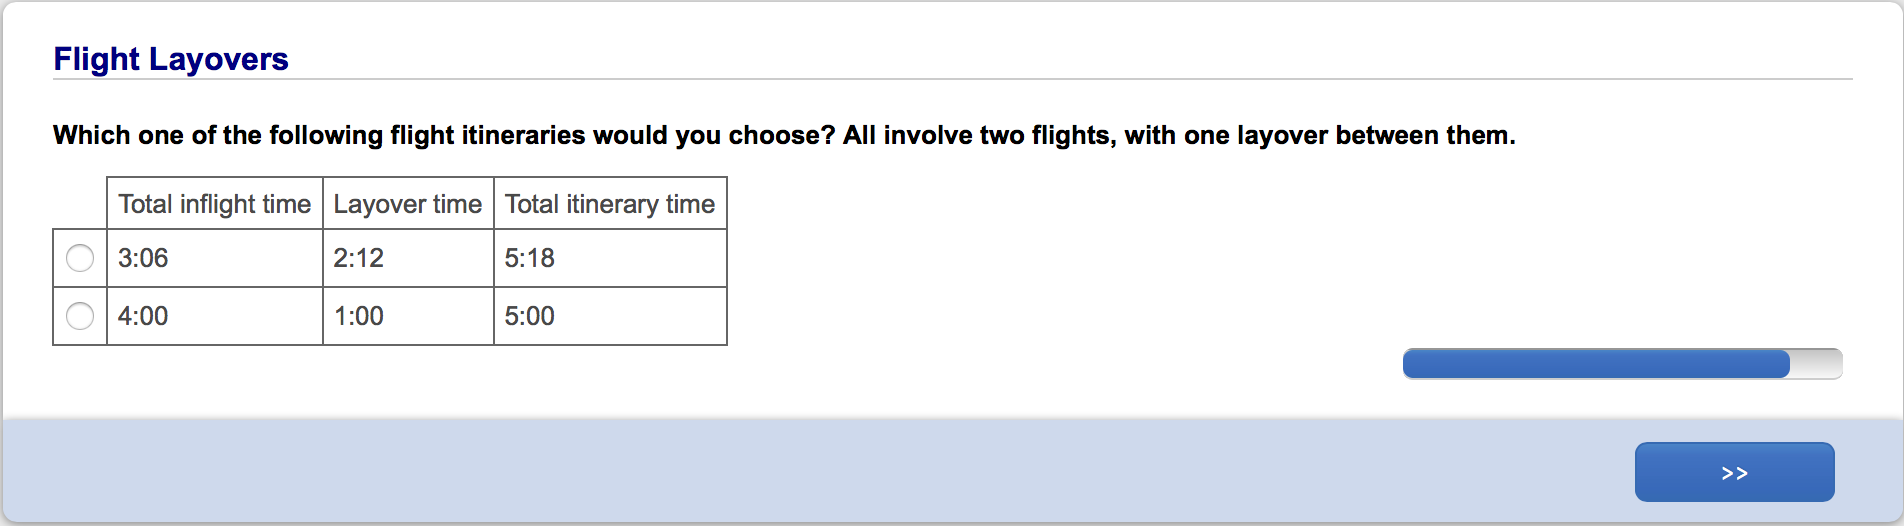 Flight Layovers
Which one of the following flight itineraries would you choose? All involve two flights, with one layover between them.
Total inflight time Layover time Total itinerary time
3:06 2:12 5:18
4:00 1:00 5:00
>>